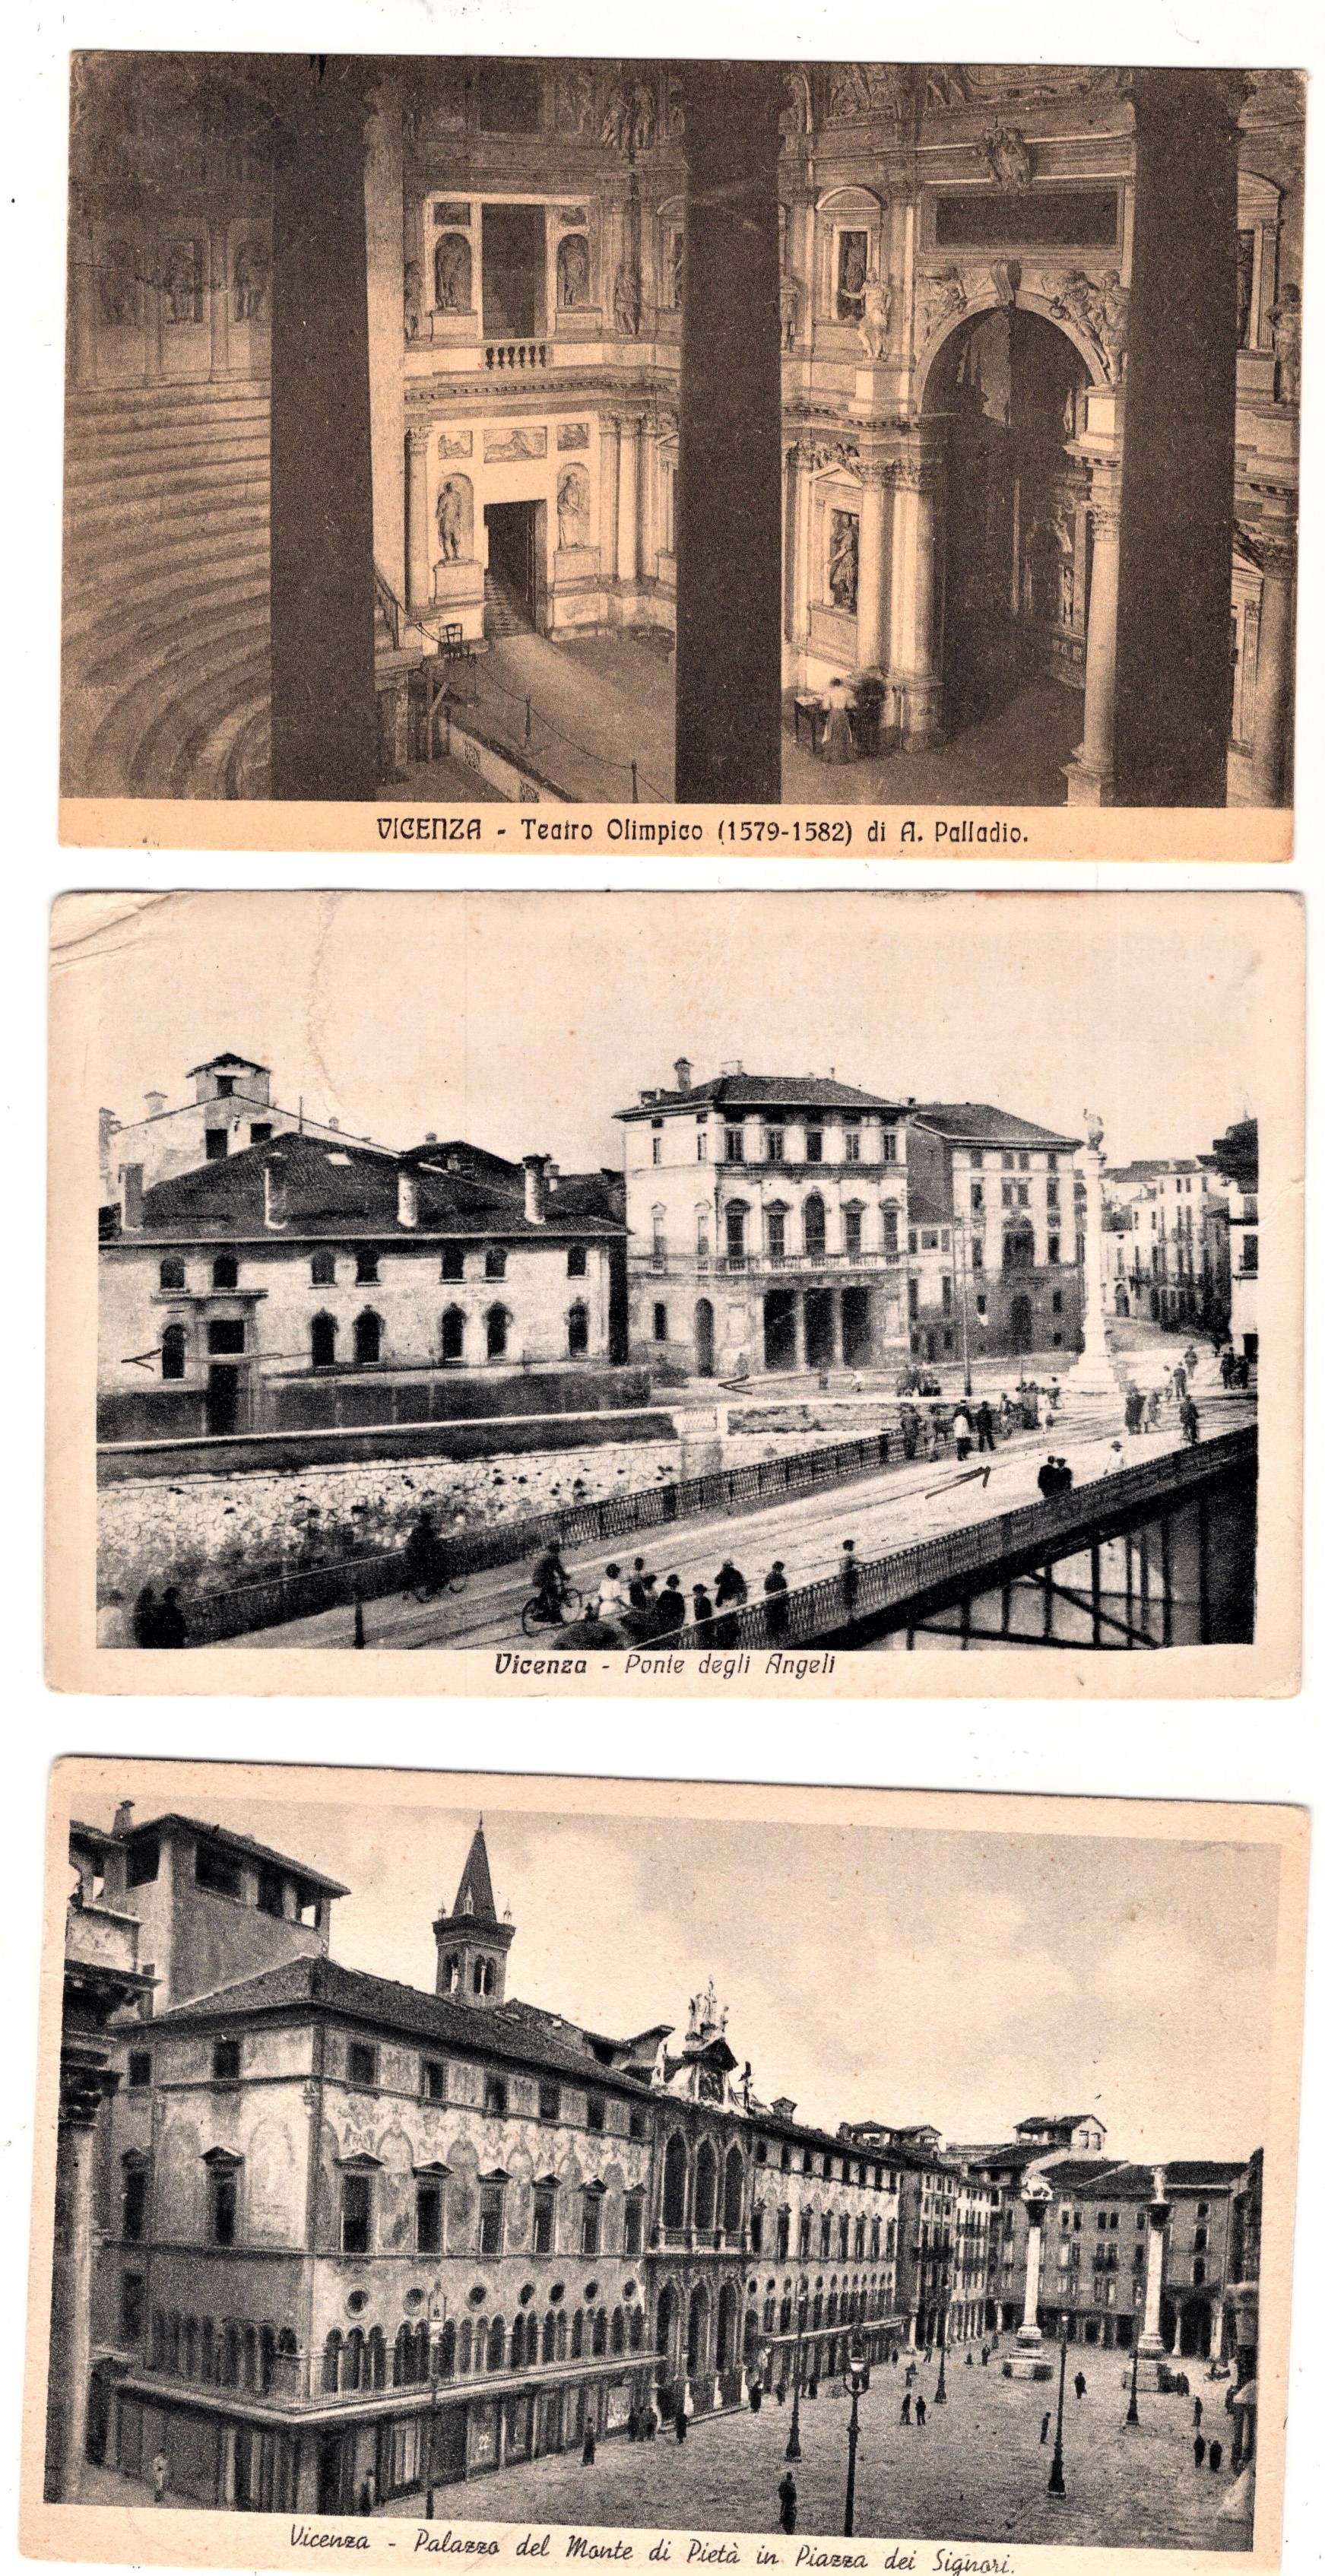 VICENZA - Teatro Olimpico (1579-1582) di A. Palladio.
Vicenza - Ponte degli Angeli
Vicenza - Palazzo del Monte di Pietà in Piazza dei Signori.